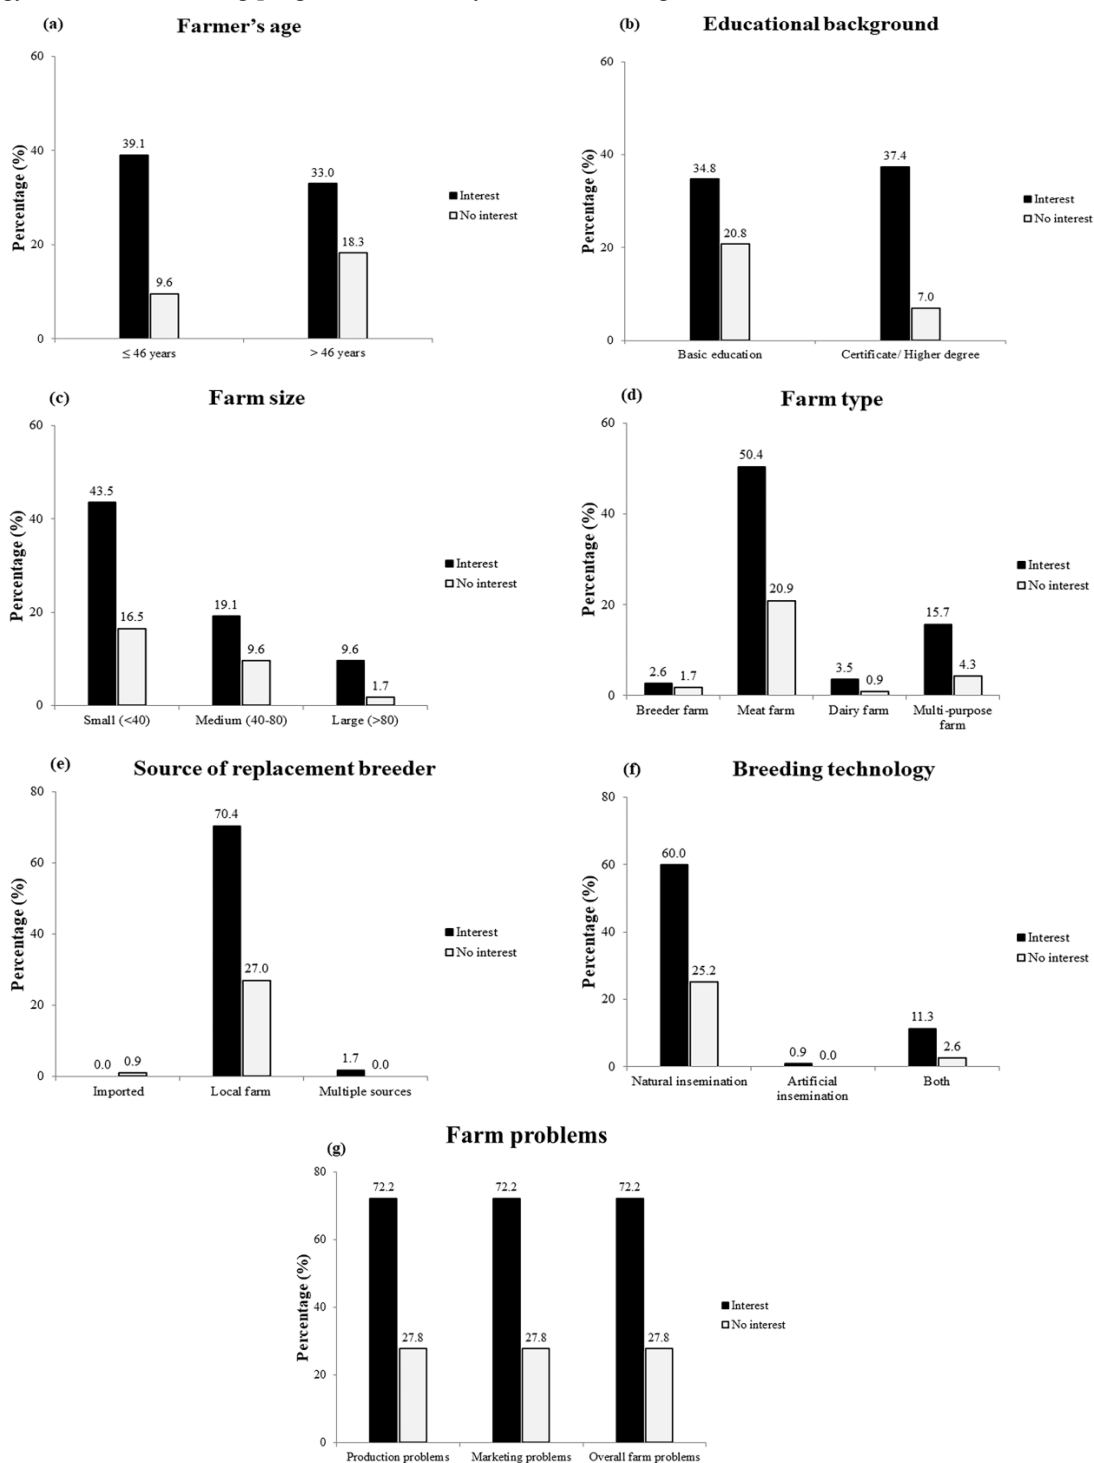 (a) Farmer's age
60
40
20
0
Percentage (%)
39.1
9.6
33.0
18.3
≤ 46 years
> 46 years
Interest
No interest
(b) Educational background
60
40
20
0
Percentage (%)
34.8
20.8
37.4
7.0
Basic education
Certificate/ Higher degree
Interest
No interest
(c) Farm size
60
40
20
0
Percentage (%)
43.5
16.5
19.1
9.6
9.6
1.7
Small (<40)
Medium (40-80)
Large (>80)
Interest
No interest
(d) Farm type
60
40
20
0
Percentage (%)
2.6
1.7
50.4
20.9
3.5
0.9
15.7
4.3
Breeder farm
Meat farm
Dairy farm
Multi-purpose
farm
Interest
No interest
(e) Source of replacement breeder
80
60
40
20
0
Percentage (%)
0.0
0.9
70.4
27.0
1.7
0.0
Imported
Local farm
Multiple sources
Interest
No interest
(f) Breeding technology
80
60
40
20
0
Percentage (%)
60.0
25.2
0.9
0.0
11.3
2.6
Natural insemination
Artificial
insemination
Both
Interest
No interest
(g) Farm problems
80
60
40
20
0
Percentage (%)
72.2
27.8
72.2
27.8
72.2
27.8
Production problems
Marketing problems
Overall farm problems
Interest
No interest